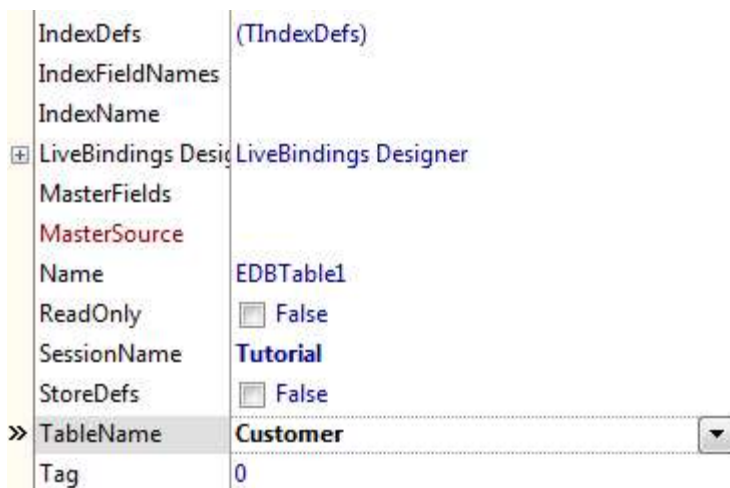 IndexDefs (TIndexDefs)
IndexFieldNames
IndexName
LiveBindings Desig LiveBindings Designer
MasterFields
MasterSource
Name EDBTable1
ReadOnly False
SessionName Tutorial
StoreDefs False
» TableName Customer
Tag 0